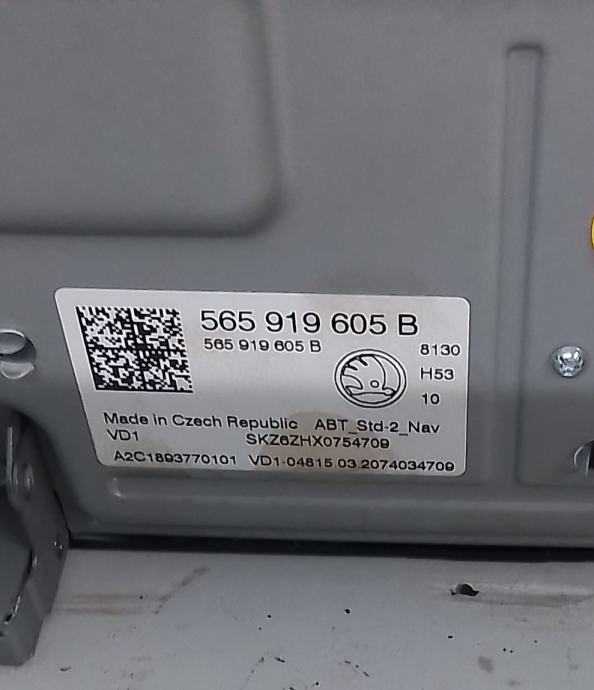 565 919 605 B
565 919 605 B
8130
H53
10
Made in Czech Republic ABT_Std-2_Nav
VD1 SKZ6ZHX0754709
A2C1893770101 VD1-04815.03.2074034709